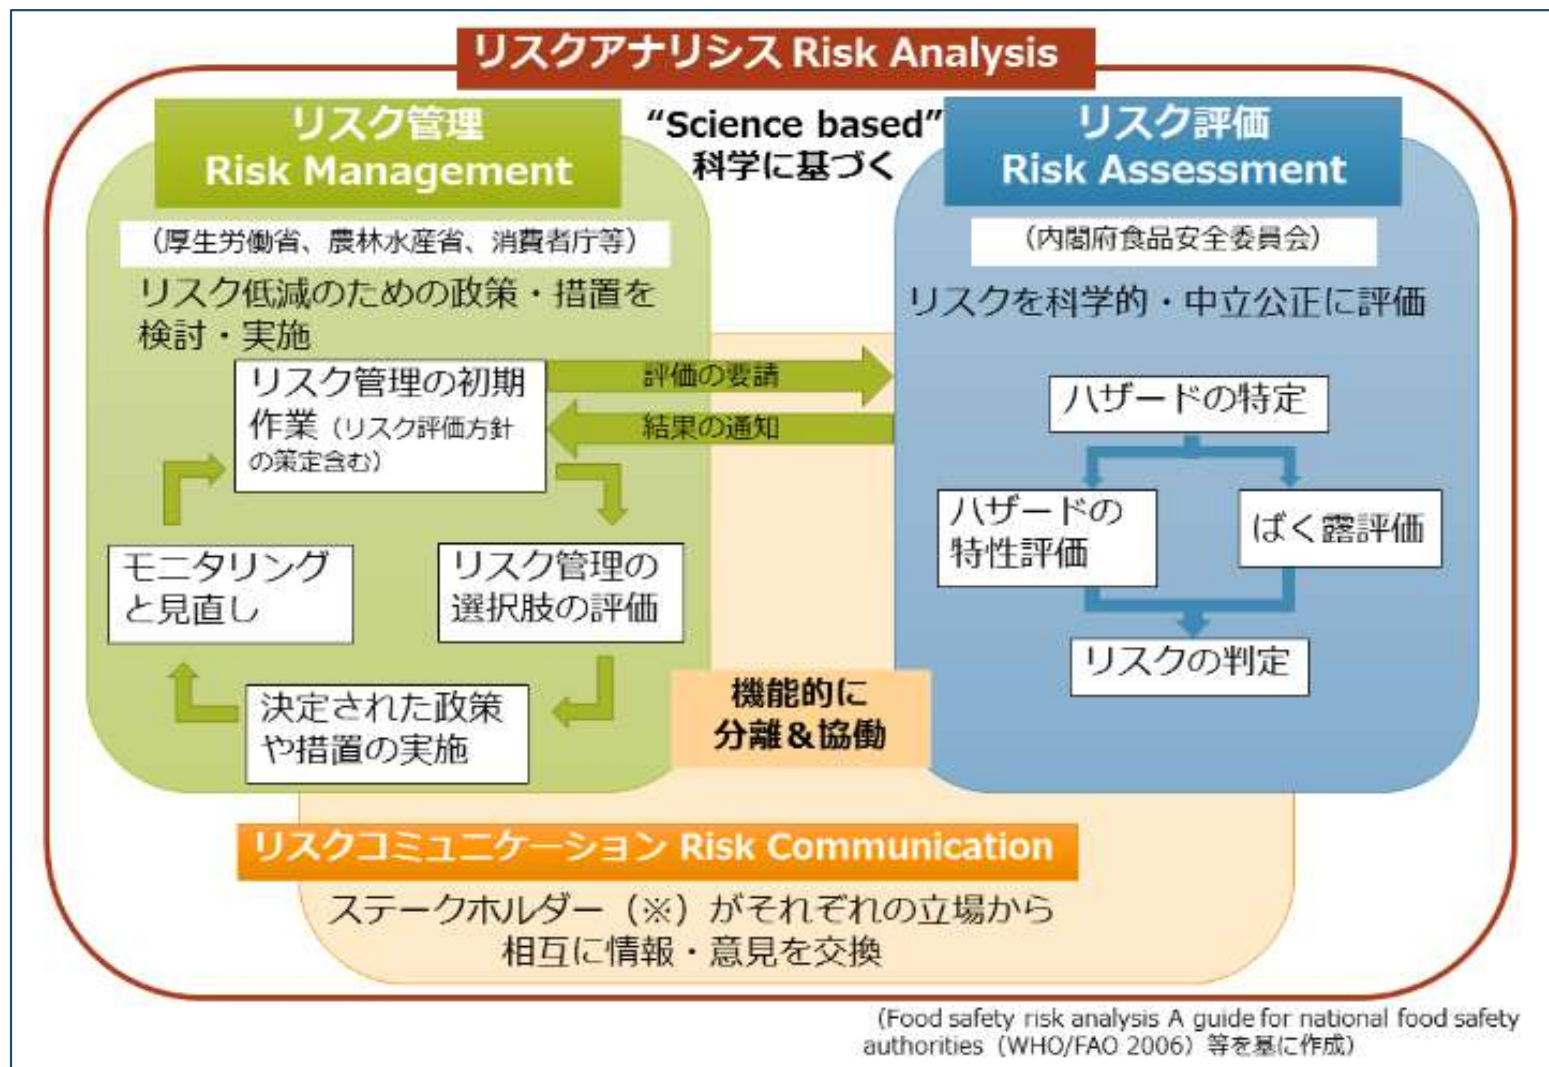 リスクアナリシス Risk Analysis
リスク管理
Risk Management
（厚生労働省、農林水産省、消費者庁等）
リスク低減のための政策・措置を
検討・実施
リスク管理の初期
作業（リスク評価方針
の策定含む）
リスク管理の
選択肢の評価
決定された政策
や措置の実施
モニタリング
と見直し
“Science based”
科学に基づく
評価の要請
結果の通知
機能的に
分離＆協働
リスク評価
Risk Assessment
（内閣府食品安全委員会）
リスクを科学的・中立公正に評価
ハザードの特定
ハザードの
特性評価
ばく露評価
リスクの判定
リスクコミュニケーション Risk Communication
ステークホルダー（※）がそれぞれの立場から
相互に情報・意見を交換
（Food safety risk analysis A guide for national food safety
authorities（WHO/FAO 2006）等を基に作成）